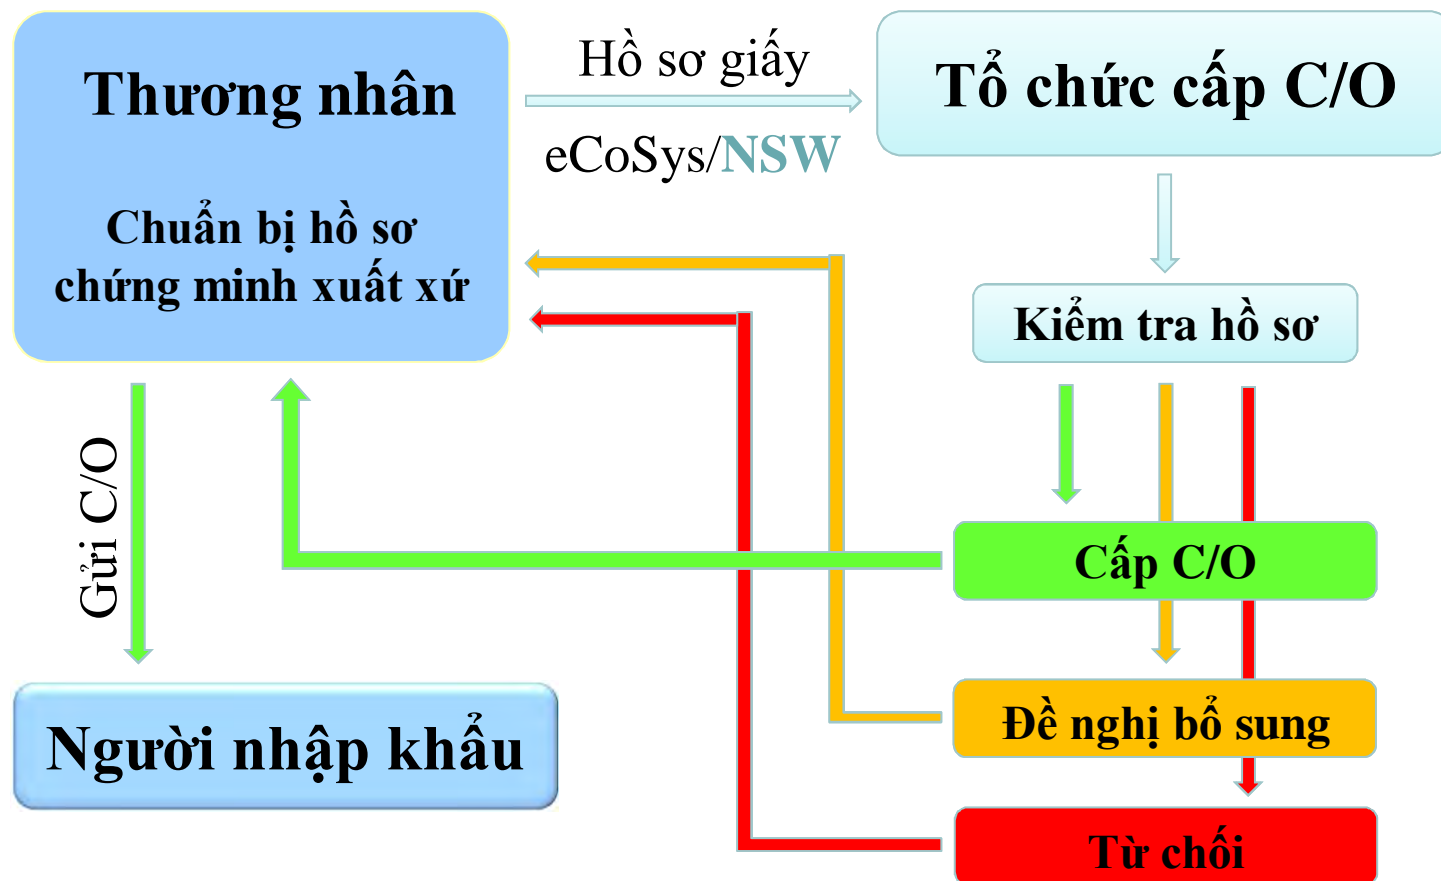 Thương nhân
Chuẩn bị hồ sơ
chứng minh xuất xứ
Hồ sơ giấy
eCoSys/NSW
Tổ chức cấp C/O
Kiểm tra hồ sơ
Gửi C/O
Cấp C/O
Đề nghị bổ sung
Người nhập khẩu
Từ chối